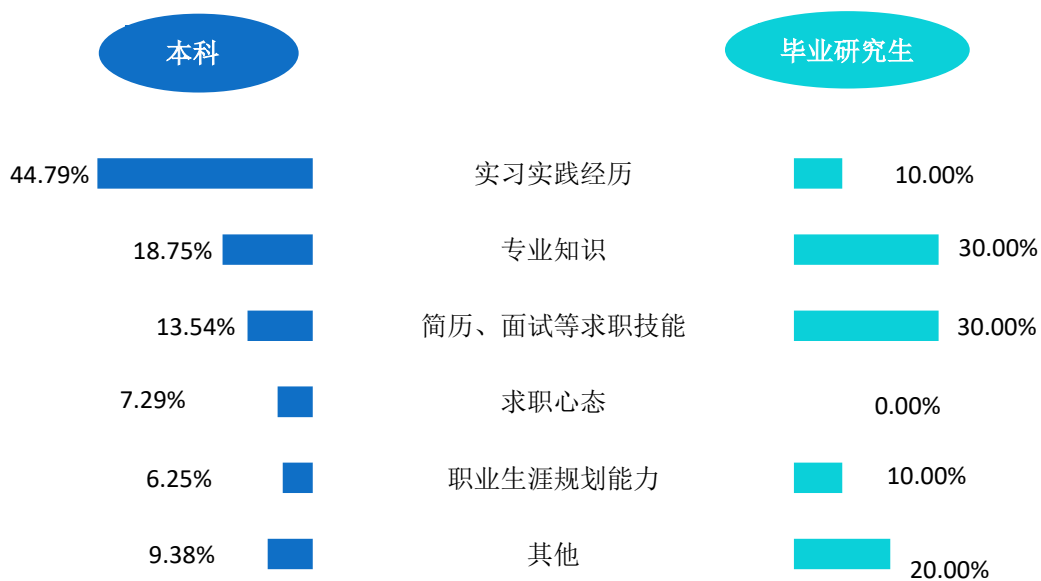 本科 毕业研究生
44.79% 实习实践经历 10.00%
18.75% 专业知识 30.00%
13.54% 简历、面试等求职技能 30.00%
7.29% 求职心态 0.00%
6.25% 职业生涯规划能力 10.00%
9.38% 其他 20.00%